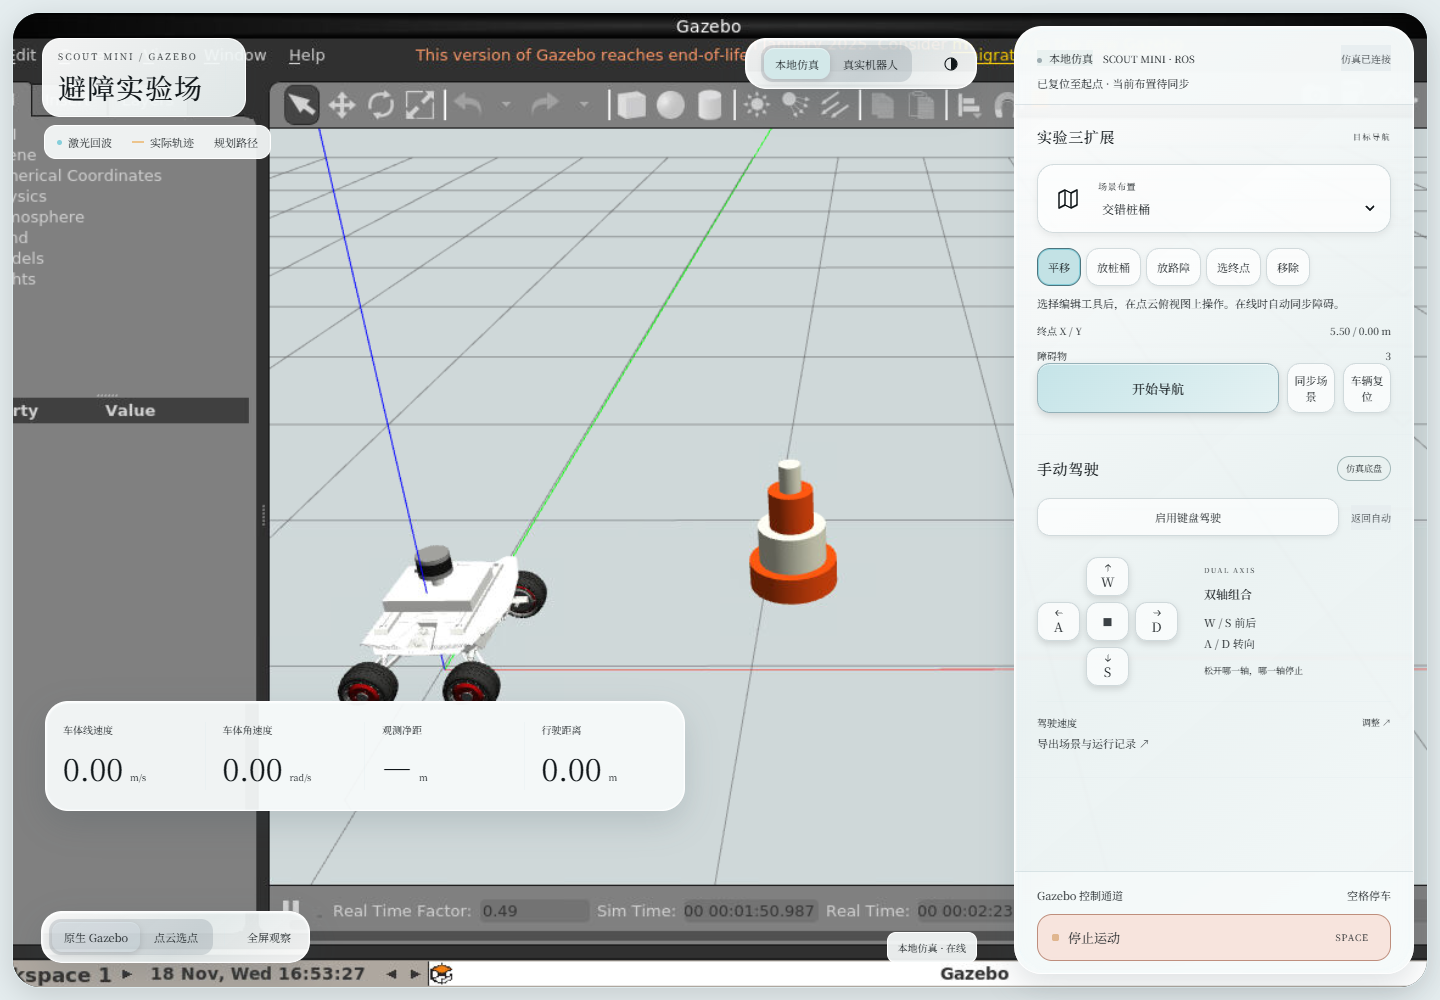 Gazebo
Edit
Window
Help
This version of Gazebo reaches end-of-life
SCOUT MINI / GAZEBO
避障实验场
激光回波
实际轨迹
规划路径
本地仿真
真实机器人
herical Coordinates
Value
车体线速度
0.00 m/s
车体角速度
0.00 rad/s
观测净距
— m
行驶距离
0.00 m
Real Time Factor: 0.49
Sim Time: 00 00:01:50.987
Real Time: 00 00:02:23
原生 Gazebo
点云选点
全屏观察
本地仿真 · 在线
kspace 1
18 Nov, Wed 16:53:27
Gazebo
本地仿真 SCOUT MINI · ROS
仿真已连接
已复位至起点 · 当前布置待同步
实验三扩展
目标导航
场景布置
交错桩桶
平移
放桩桶
放路障
选终点
移除
选择编辑工具后，在点云俯视图上操作。在线时自动同步障碍。
终点 X / Y
5.50 / 0.00 m
障碍物
3
开始导航
同步场景
车辆复位
手动驾驶
仿真底盘
启用键盘驾驶
返回自动
↑
W
←
A
■
→
D
↓
S
DUAL AXIS
双轴组合
W / S 前后
A / D 转向
松开哪一轴，哪一轴停止
驾驶速度
调整 ↗
导出场景与运行记录 ↗
Gazebo 控制通道
空格停车
停止运动
SPACE